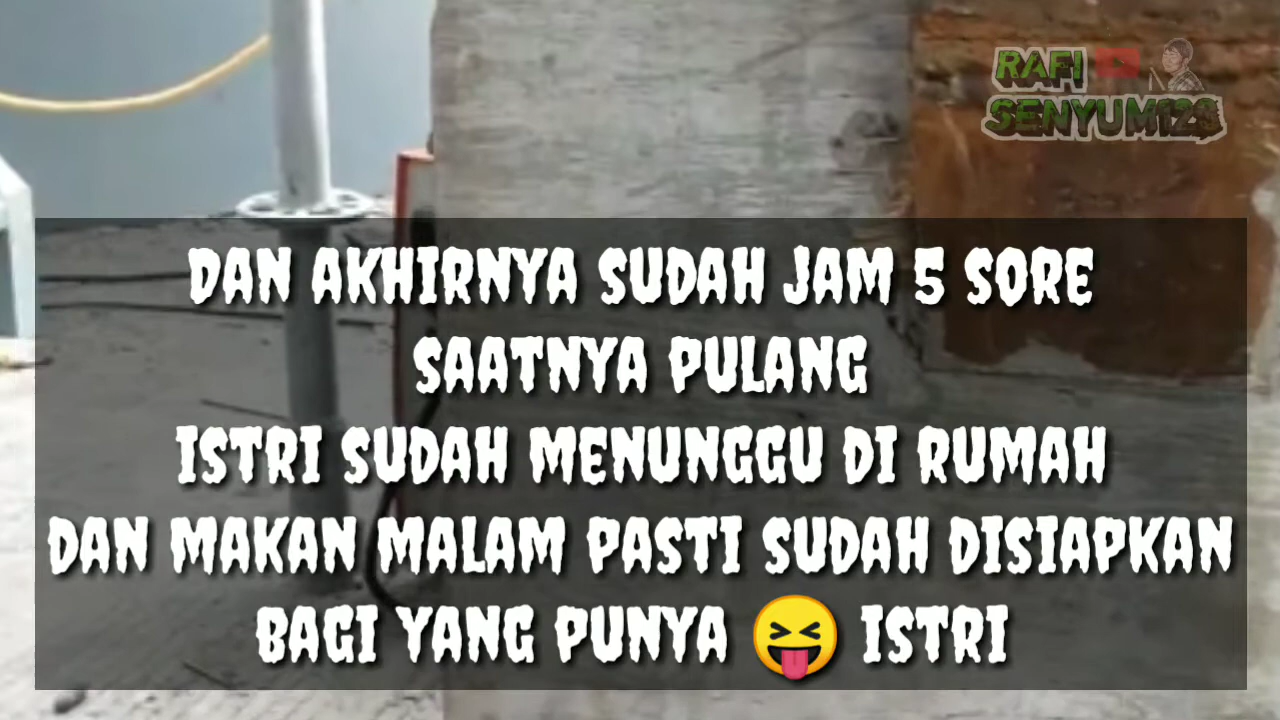 RAFI
SENYUM123
DAN AKHIRNYA SUDAH JAM 5 SORE
SAATNYA PULANG
ISTRI SUDAH MENUNGGU DI RUMAH
DAN MAKAN MALAM PASTI SUDAH DISIAPKAN
BAGI YANG PUNYA 😝 ISTRI